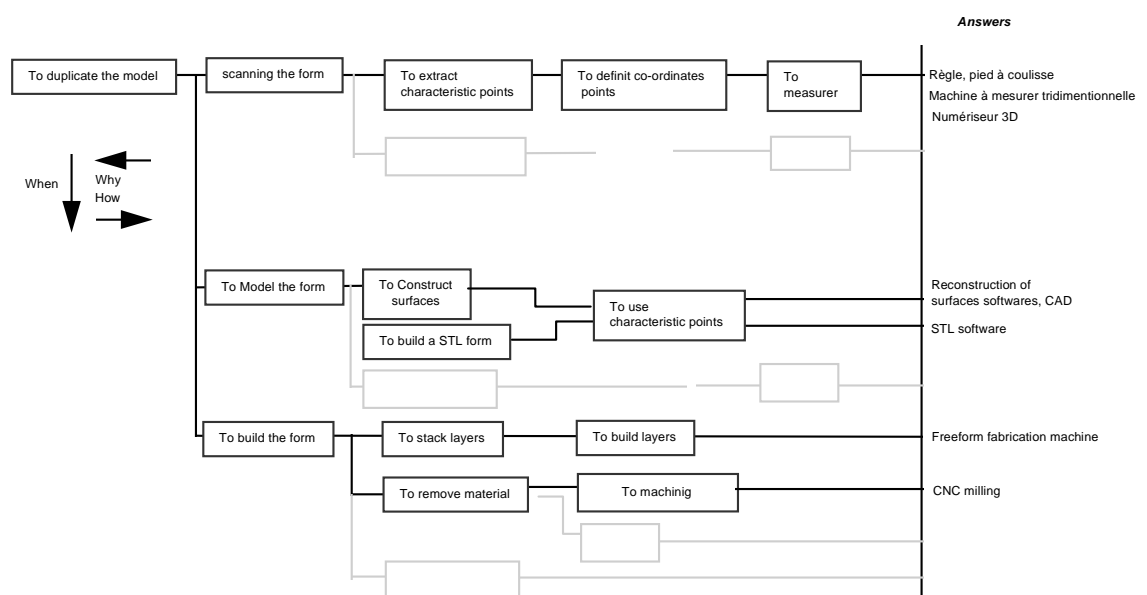 Answers
To duplicate the model
scanning the form
To extract
characteristic points
To definit co-ordinates
points
To
measurer
Règle, pied à coulisse
Machine à mesurer tridimentionnelle
Numériseur 3D
When
Why
How
To Model the form
To Construct
surfaces
To build a STL form
To use
characteristic points
Reconstruction of
surfaces softwares, CAD
STL software
To build the form
To stack layers
To build layers
Freeform fabrication machine
To remove material
To machinig
CNC milling